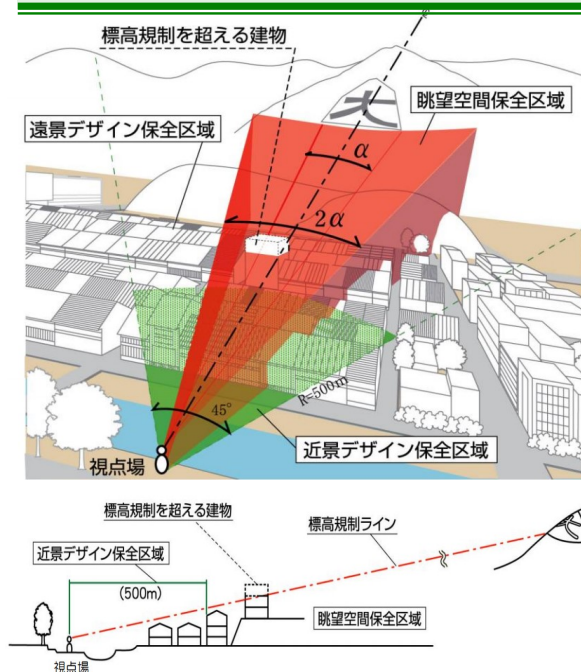 標高規制を超える建物
眺望空間保全区域
大
遠景デザイン保全区域
α
2α
R=500m
45°
近景デザイン保全区域
視点場
標高規制を超える建物
標高規制ライン
近景デザイン保全区域
(500m)
眺望空間保全区域
視点場